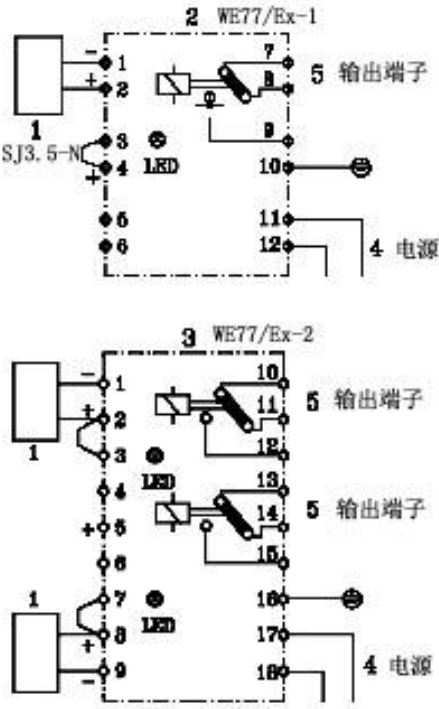 2 WE77/Ex-1
- 1 7
+ 2 8 5 输出端子
1
3 9
SJ3.5-N
4 LED 10
+
5 11
6 12 4 电源
3 WE77/Ex-2
- 1 10
+ 2 11 5 输出端子
1 3 12
4 LED 13
+ 5 14 5 输出端子
6 15
1 7 16
8 LED 17
+
- 9 18 4 电源